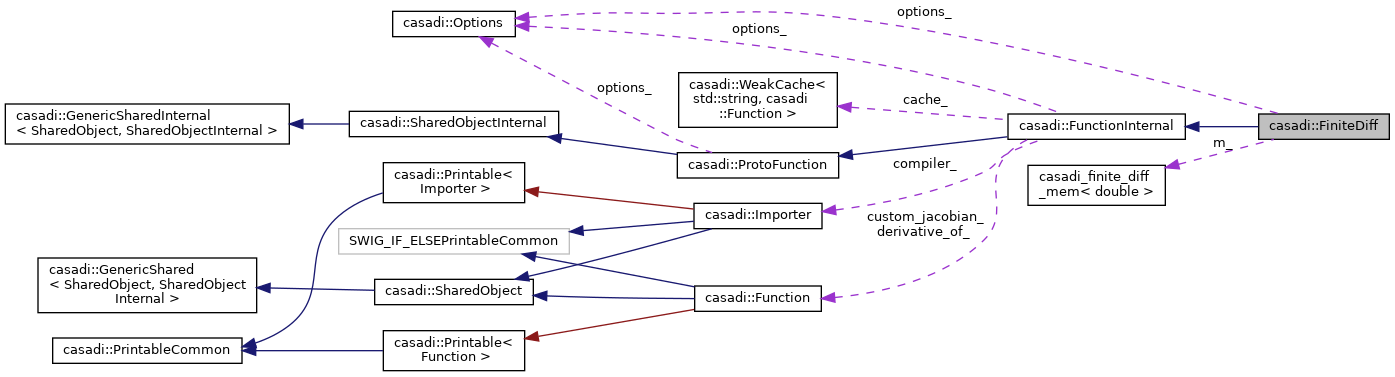 casadi::Options
options_
options_
casadi::WeakCache<
std::string, casadi
::Function >
cache_
options_
casadi::GenericSharedInternal
< SharedObject, SharedObjectInternal >
casadi::SharedObjectInternal
casadi::FunctionInternal
casadi::FiniteDiff
m_
casadi::ProtoFunction
compiler_
casadi_finite_diff
_mem< double >
casadi::Printable<
Importer >
casadi::Importer
custom_jacobian_
derivative_of_
SWIG_IF_ELSEPrintableCommon
casadi::GenericShared
< SharedObject, SharedObject
Internal >
casadi::SharedObject
casadi::Function
casadi::PrintableCommon
casadi::Printable<
Function >